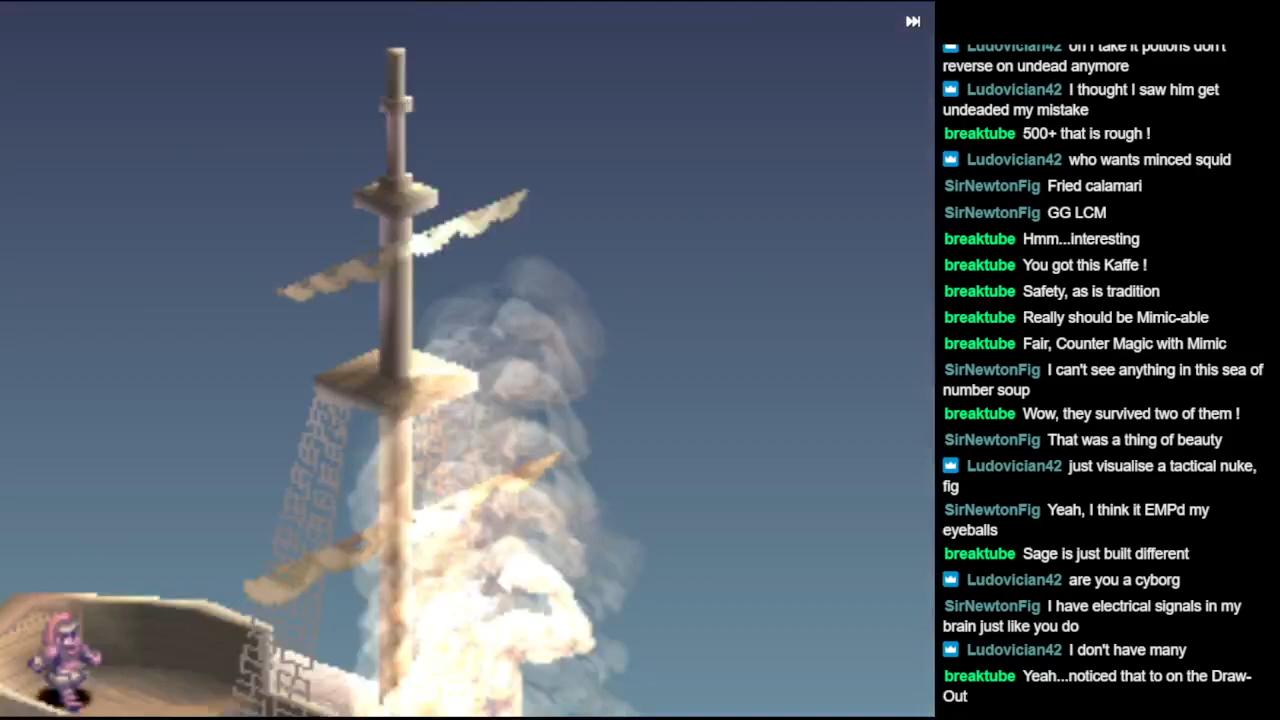 Ludovician42 oh I take it potions don't
reverse on undead anymore
Ludovician42 I thought I saw him get
undeaded my mistake
breaktube 500+ that is rough !
Ludovician42 who wants minced squid
SirNewtonFig Fried calamari
SirNewtonFig GG LCM
breaktube Hmm...interesting
breaktube You got this Kaffe !
breaktube Safety, as is tradition
breaktube Really should be Mimic-able
breaktube Fair, Counter Magic with Mimic
SirNewtonFig I can't see anything in this sea of
number soup
breaktube Wow, they survived two of them !
SirNewtonFig That was a thing of beauty
Ludovician42 just visualise a tactical nuke,
fig
SirNewtonFig Yeah, I think it EMPd my
eyeballs
breaktube Sage is just built different
Ludovician42 are you a cyborg
SirNewtonFig I have electrical signals in my
brain just like you do
Ludovician42 I don't have many
breaktube Yeah...noticed that to on the Draw-
Out